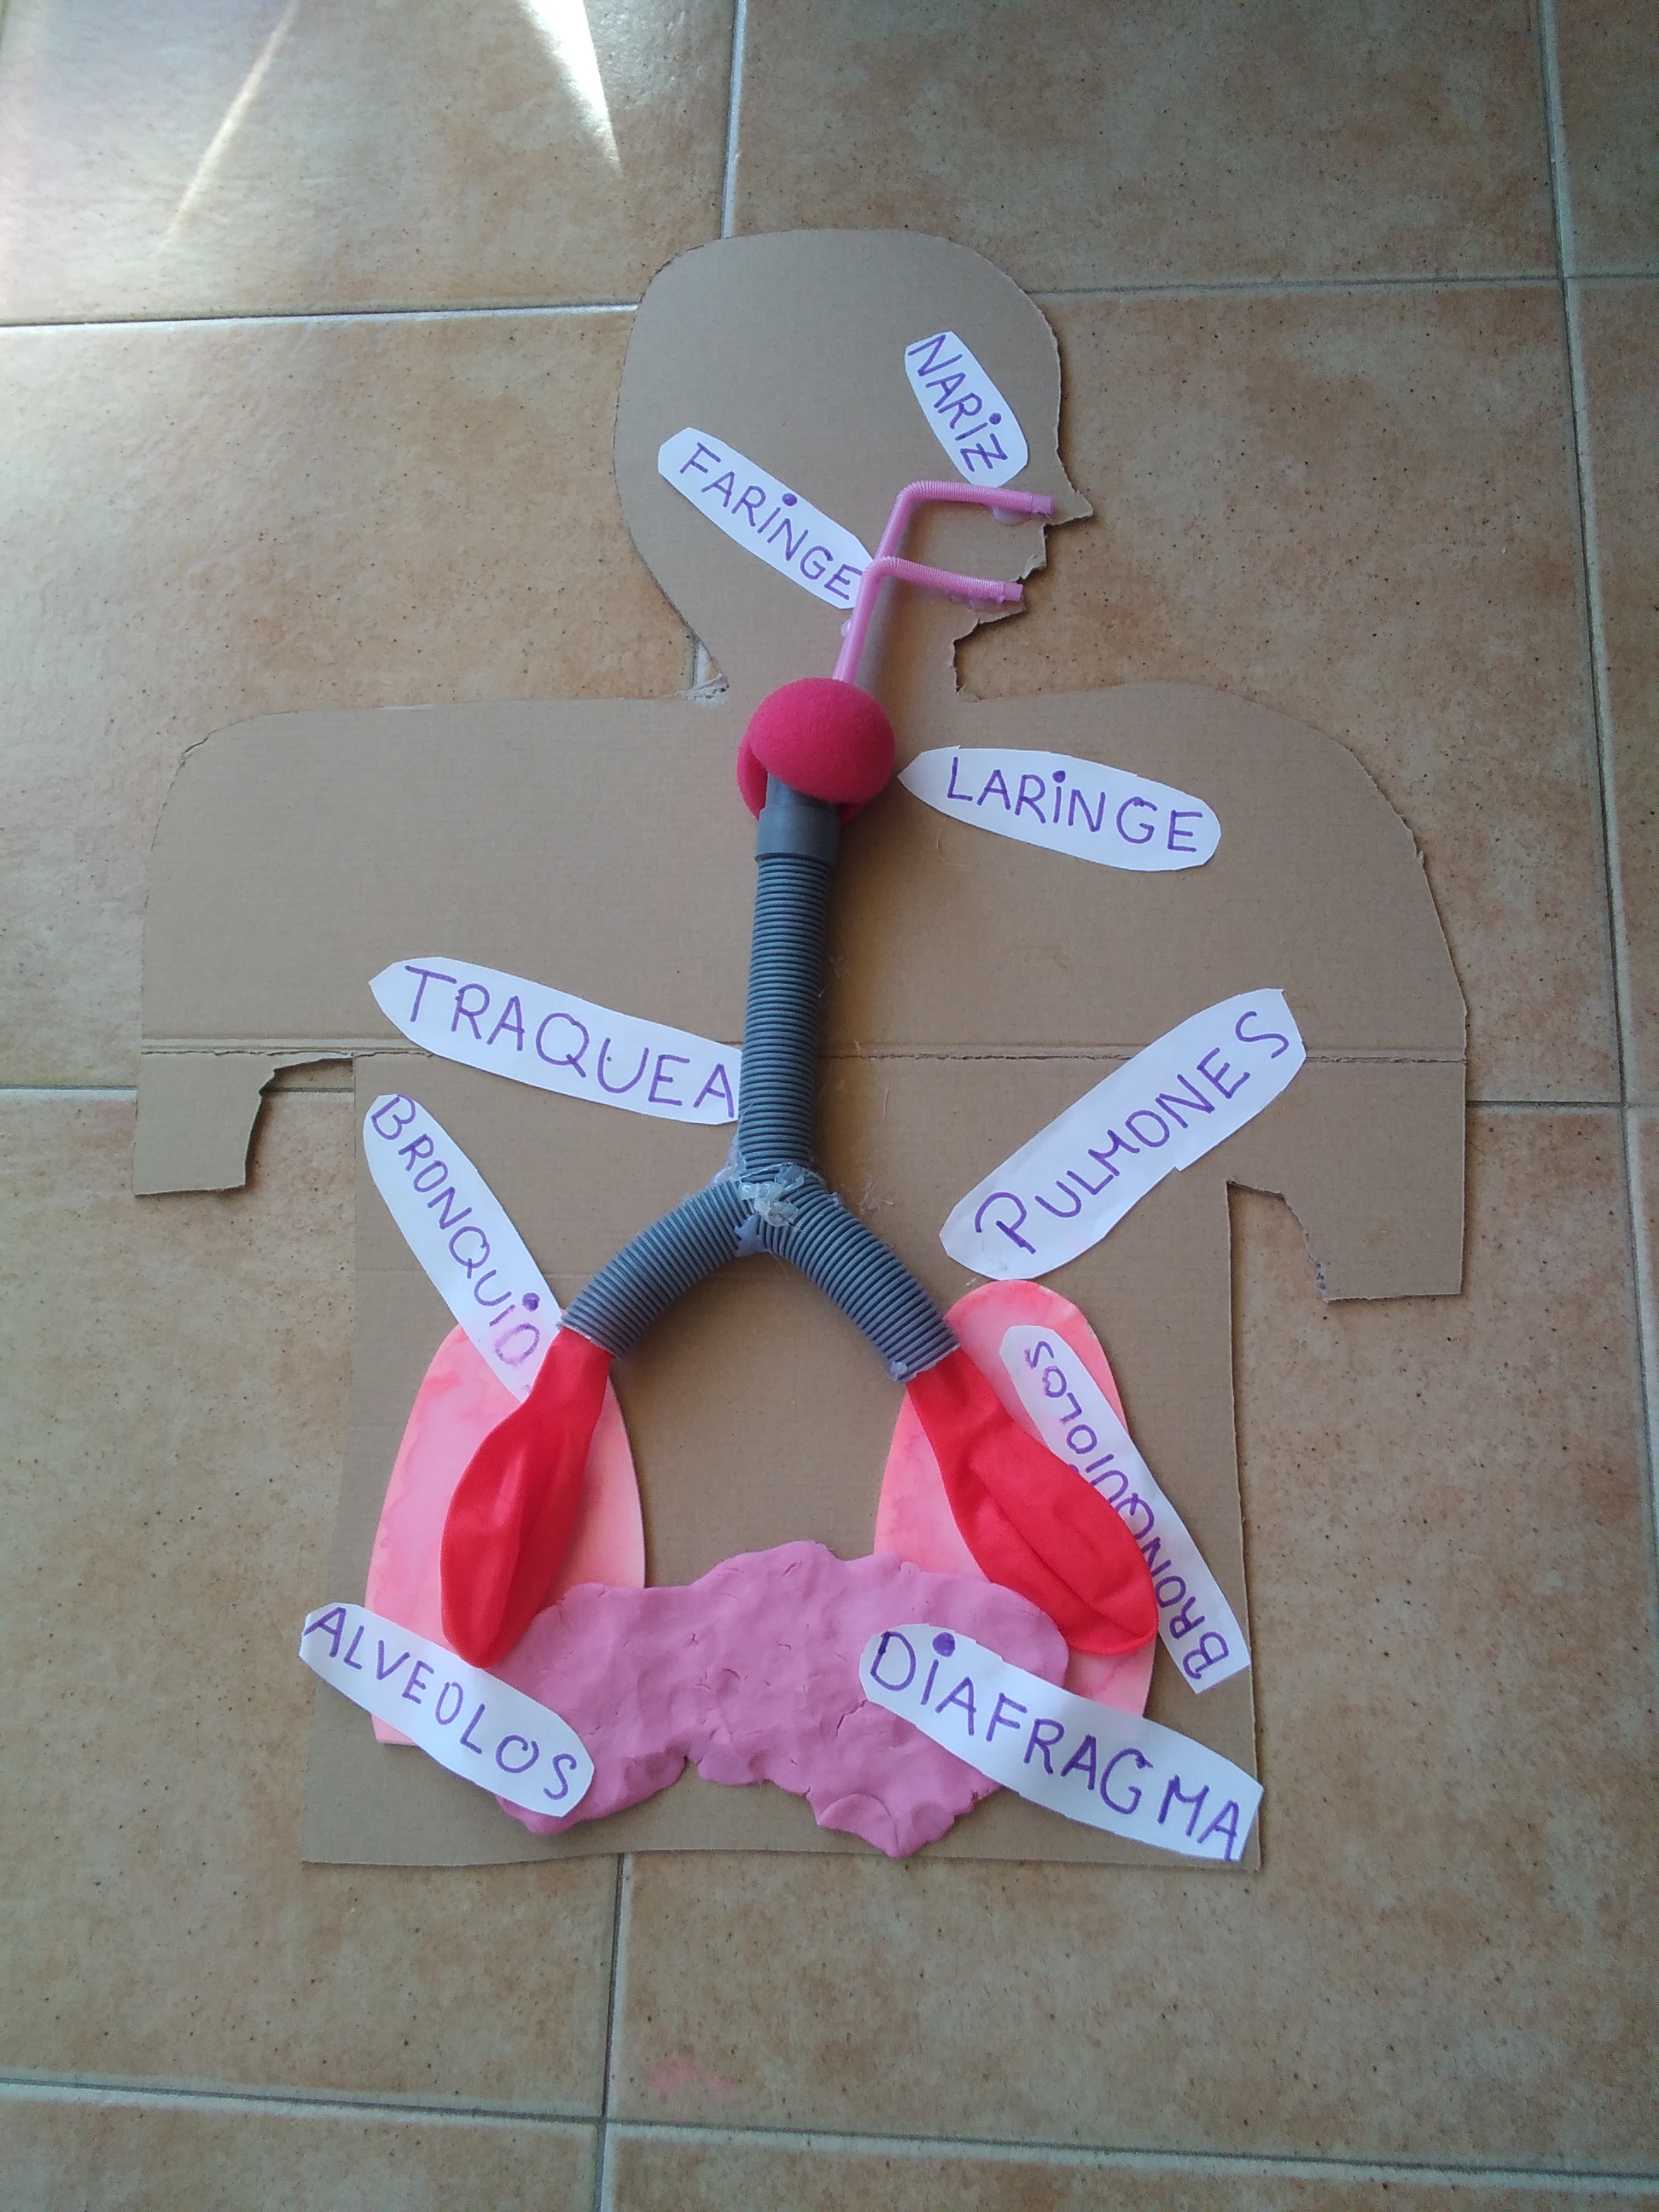 NARIZ
FARINGE
LARINGE
TRAQUEA
PULMONES
BRONQUIO
BRONQUIOLOS
ALVEOLOS
DIAFRAGMA